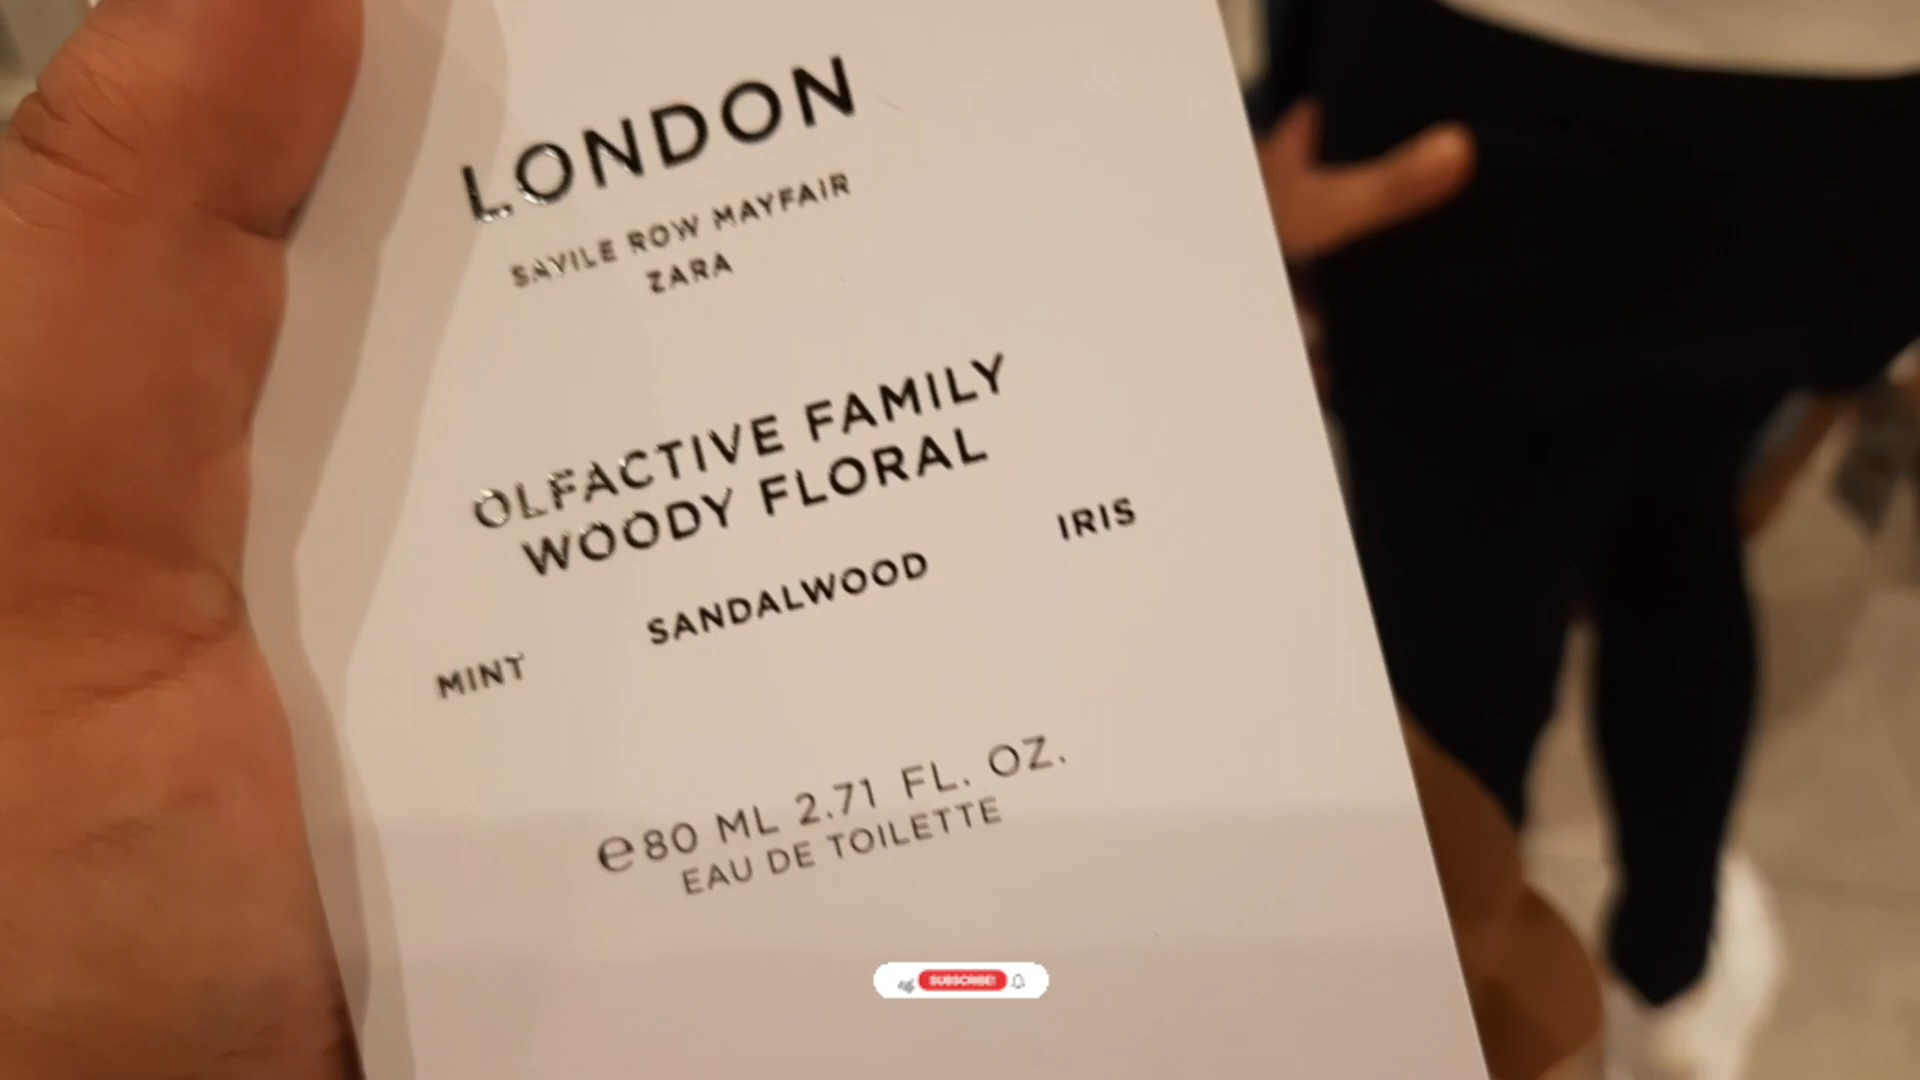 LONDON
SAVILE ROW MAYFAIR
ZARA
OLFACTIVE FAMILY
WOODY FLORAL
MINT SANDALWOOD IRIS
℮80 ML 2.71 FL. OZ.
EAU DE TOILETTE
SUBSCRIBE!